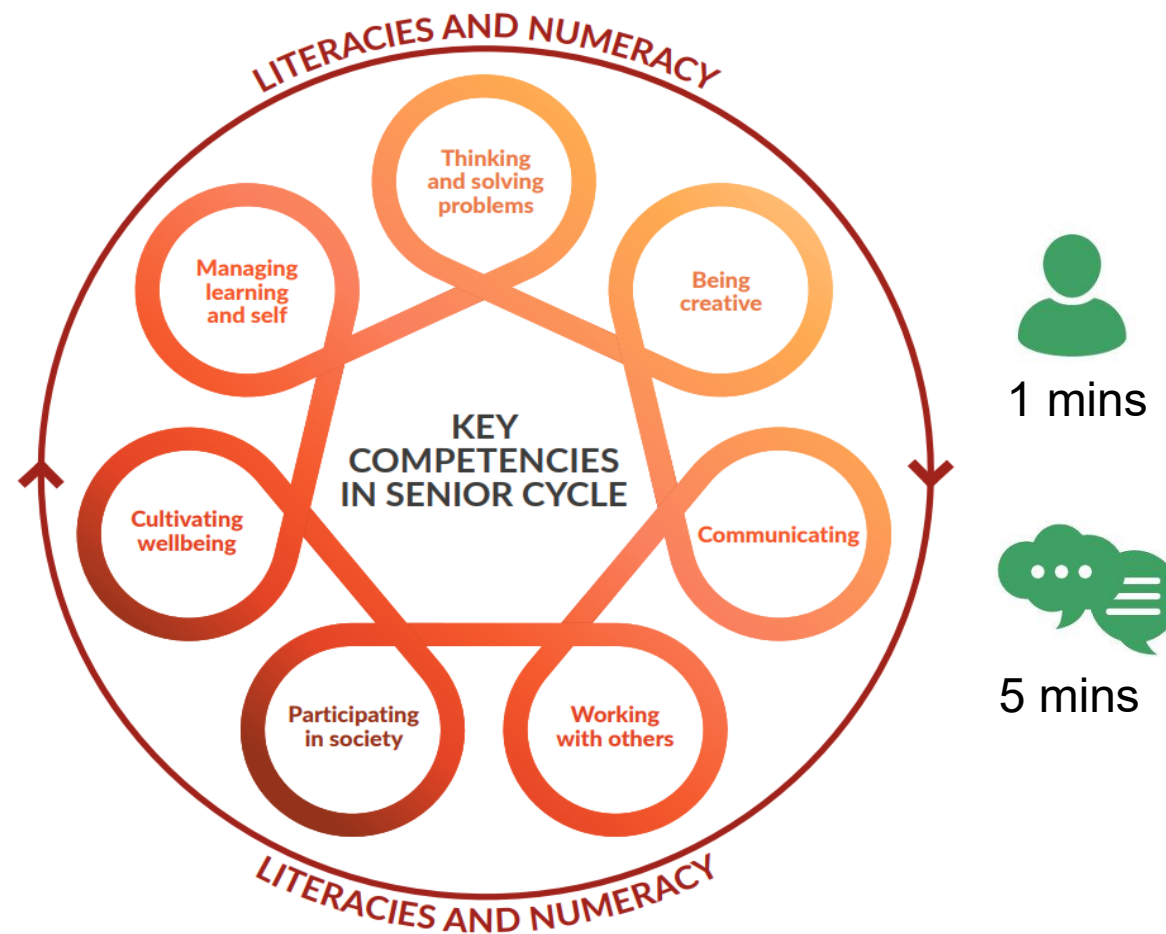 LITERACIES AND NUMERACY
Thinking
and solving
problems
Being
creative
Communicating
Working
with others
Participating
in society
Cultivating
wellbeing
Managing
learning
and self
KEY
COMPETENCIES
IN SENIOR CYCLE
LITERACIES AND NUMERACY
1 mins
5 mins